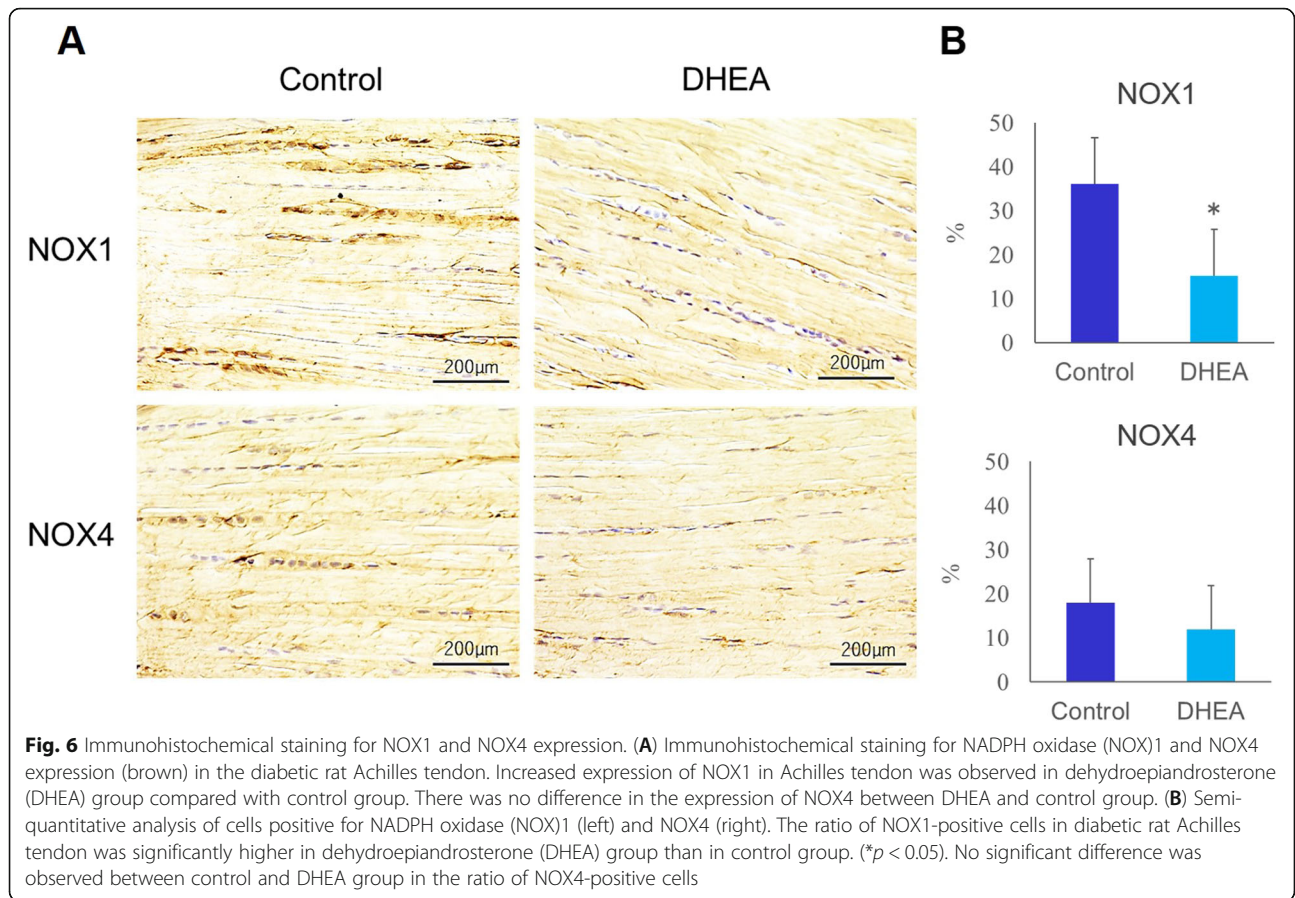 A
B
Control
DHEA
NOX1
200µm
200µm
NOX4
200µm
200µm
NOX1
50
40
30
20
10
0
%
*
Control
DHEA
NOX4
50
40
30
20
10
0
%
Control
DHEA
Fig. 6 Immunohistochemical staining for NOX1 and NOX4 expression. (A) Immunohistochemical staining for NADPH oxidase (NOX)1 and NOX4
expression (brown) in the diabetic rat Achilles tendon. Increased expression of NOX1 in Achilles tendon was observed in dehydroepiandrosterone
(DHEA) group compared with control group. There was no difference in the expression of NOX4 between DHEA and control group. (B) Semi-
quantitative analysis of cells positive for NADPH oxidase (NOX)1 (left) and NOX4 (right). The ratio of NOX1-positive cells in diabetic rat Achilles
tendon was significantly higher in dehydroepiandrosterone (DHEA) group than in control group. (*p < 0.05). No significant difference was
observed between control and DHEA group in the ratio of NOX4-positive cells